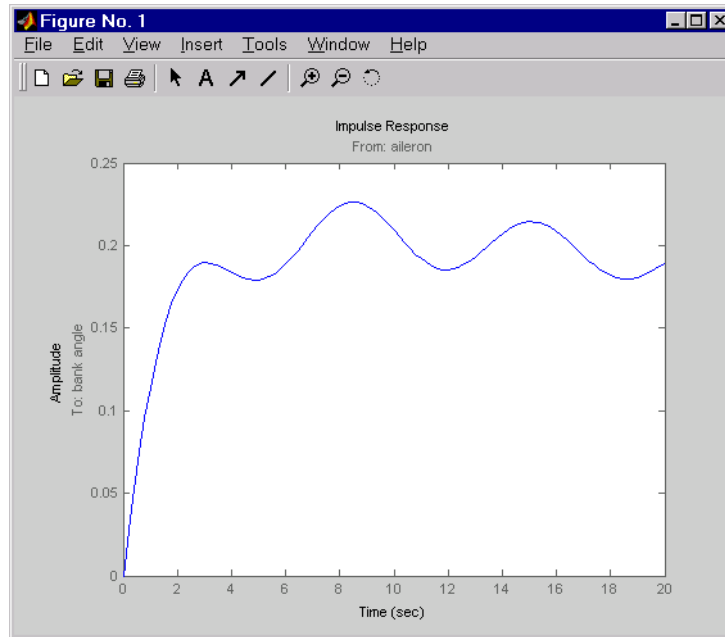 Figure No. 1
File Edit View Insert Tools Window Help
A
Impulse Response
From: aileron
Amplitude
To: bank angle
0.25
0.2
0.15
0.1
0.05
0
0 2 4 6 8 10 12 14 16 18 20
Time (sec)